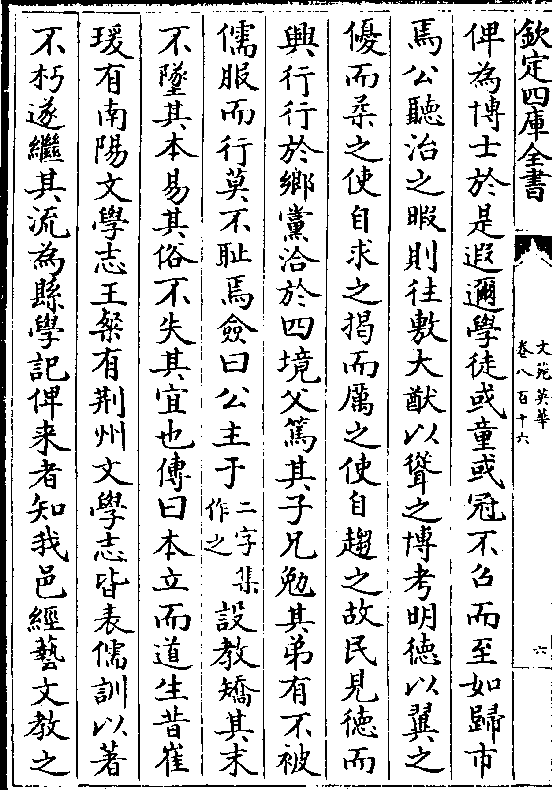 欽定四庫全書
文苑英華
卷八百十六
六
俾為博士於是遐邇學徒或童或冠不召而至如歸市
焉公聽治之暇則往敷大猷以聳之博考明德以翼之
優而柔之使自求之揭而厲之使自趨之故民見德而
興行行於鄉黨洽於四境父篤其子兄勉其弟有不被
儒服而行莫不耻焉僉曰公主于二字集作之設教矯其末
不墜其本易其俗不失其宜也傳曰本立而道生昔崔
瑗有南陽文學志王粲有荆州文學志皆表儒訓以著
不朽遂繼其流為縣學記俾来者知我邑經藝文教之